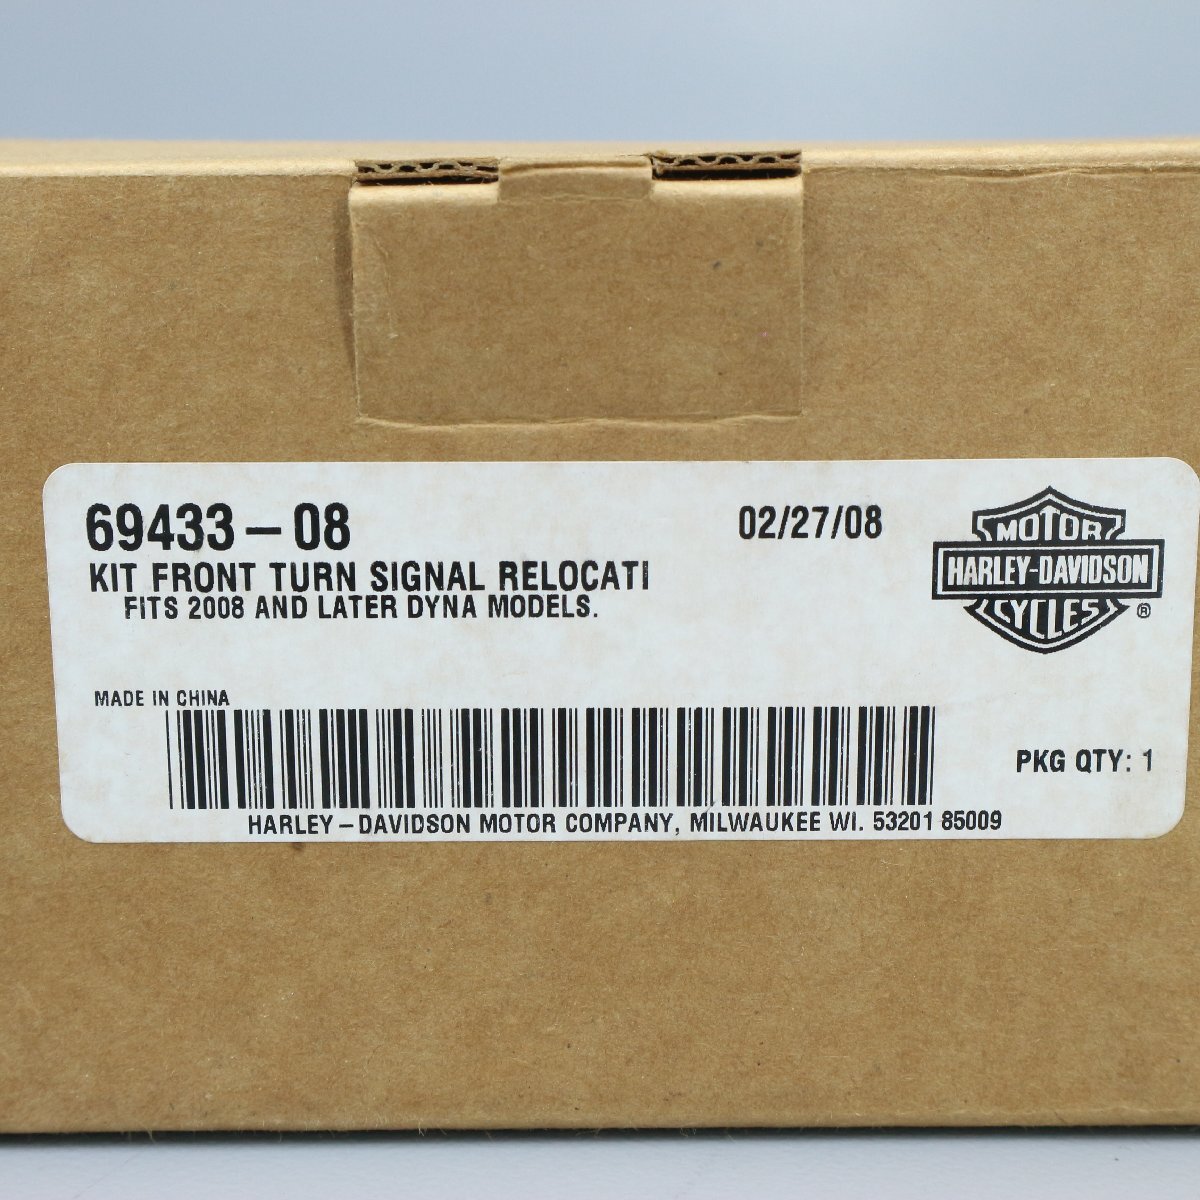 69433-08
02/27/08
KIT FRONT TURN SIGNAL RELOCATI
FITS 2008 AND LATER DYNA MODELS.
MOTOR
HARLEY-DAVIDSON
CYCLES
®
MADE IN CHINA
PKG QTY: 1
HARLEY-DAVIDSON MOTOR COMPANY, MILWAUKEE WI. 53201 85009